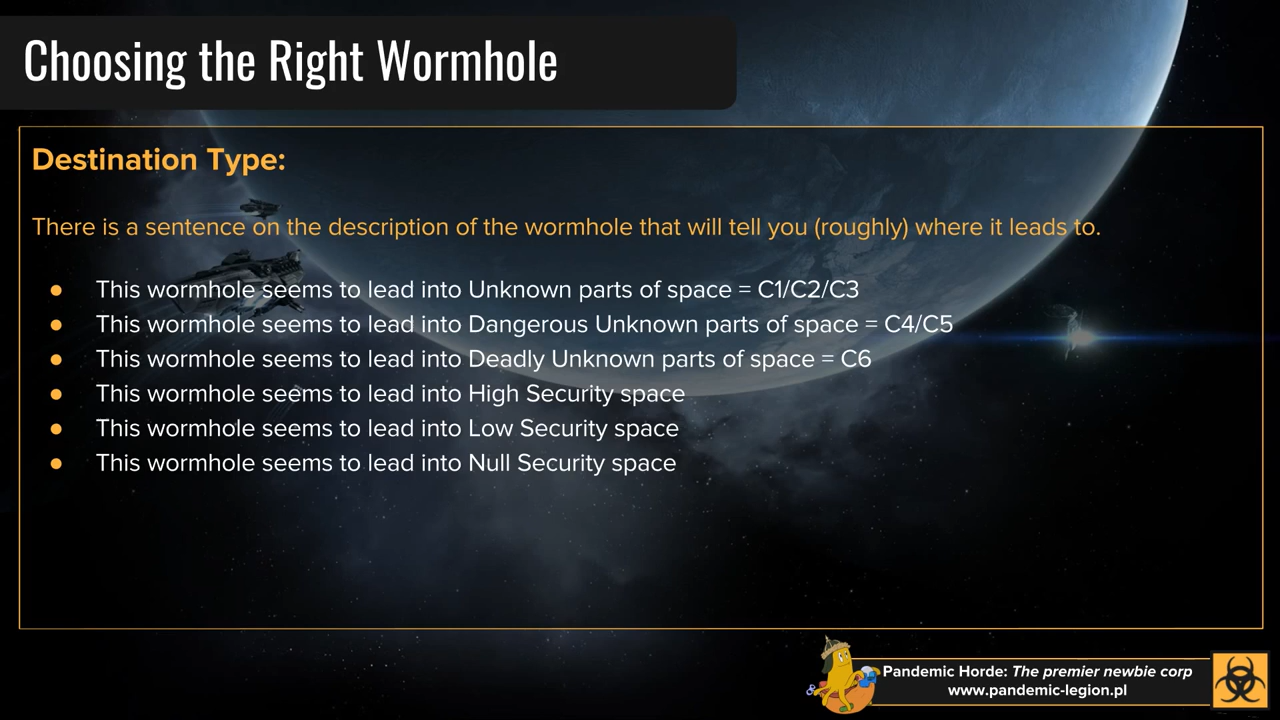 Choosing the Right Wormhole
Destination Type:
There is a sentence on the description of the wormhole that will tell you (roughly) where it leads to.
● This wormhole seems to lead into Unknown parts of space = C1/C2/C3
● This wormhole seems to lead into Dangerous Unknown parts of space = C4/C5
● This wormhole seems to lead into Deadly Unknown parts of space = C6
● This wormhole seems to lead into High Security space
● This wormhole seems to lead into Low Security space
● This wormhole seems to lead into Null Security space
Pandemic Horde: The premier newbie corp
www.pandemic-legion.pl